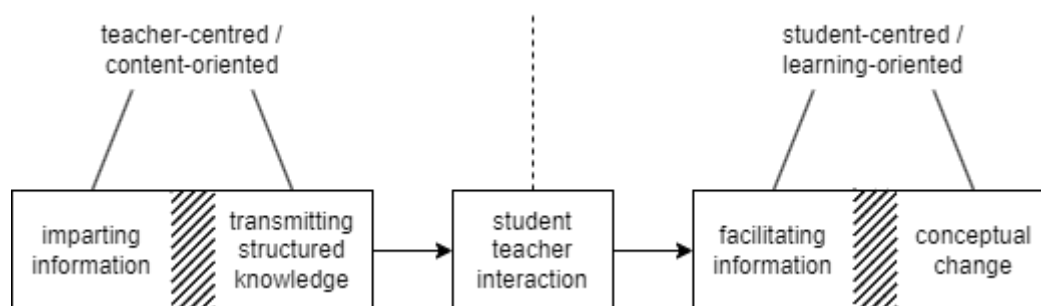 teacher-centred /
content-oriented
student-centred /
learning-oriented
imparting
information
transmitting
structured
knowledge
student
teacher
interaction
facilitating
information
conceptual
change